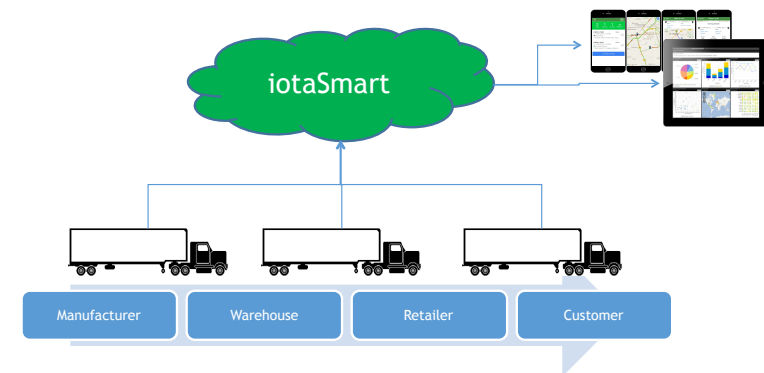 iotaSmart
Manufacturer
Warehouse
Retailer
Customer